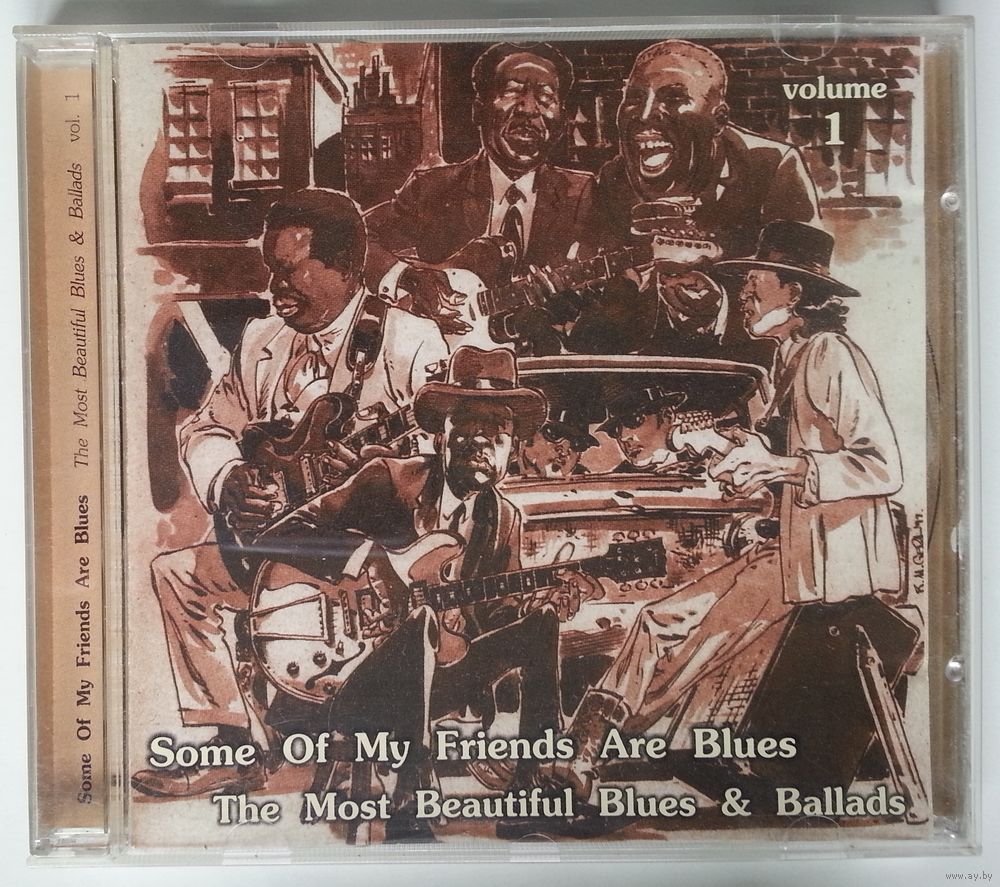 Some Of My Friends Are Blues The Most Beautiful Blues & Ballads vol. 1
volume
1
Some Of My Friends Are Blues
The Most Beautiful Blues & Ballads
www.ay.by